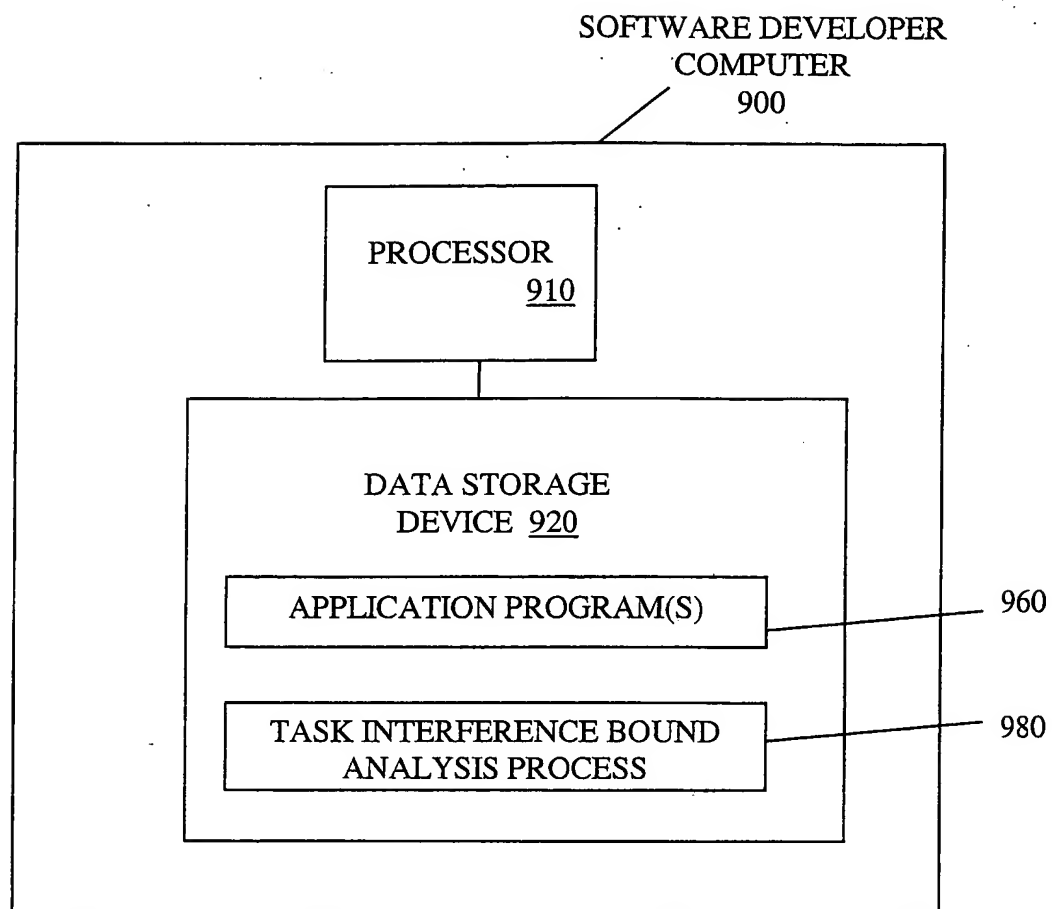 SOFTWARE DEVELOPER
COMPUTER
900
PROCESSOR
910
DATA STORAGE
DEVICE 920
APPLICATION PROGRAM(S)
960
TASK INTERFERENCE BOUND
ANALYSIS PROCESS
980